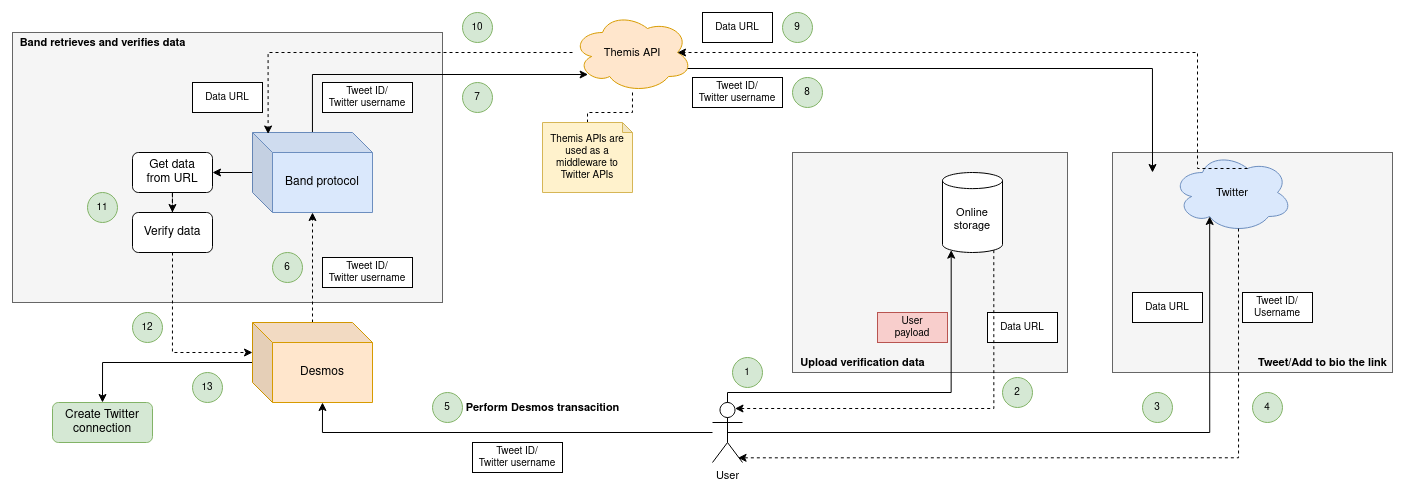 10
Data URL
9
Band retrieves and verifies data
Themis API
Data URL
Tweet ID/
Twitter username
7
Tweet ID/
Twitter username
8
Themis APIs are
used as a
middleware to
Twitter APIs
Get data
from URL
Band protocol
11
Verify data
Online
storage
Twitter
6
Tweet ID/
Twitter username
12
User
payload
Data URL
Data URL
Tweet ID/
Username
Upload verification data
Tweet/Add to bio the link
Desmos
13
1
2
3
4
Create Twitter
connection
5
Perform Desmos transacition
Tweet ID/
Twitter username
User